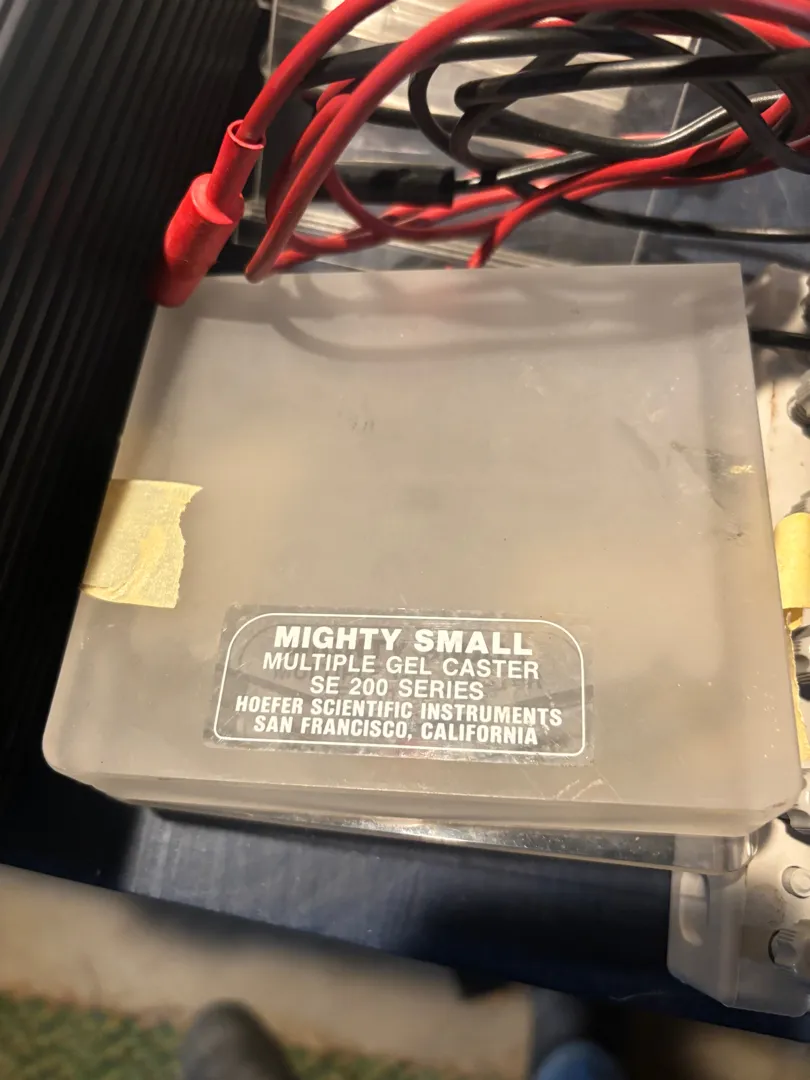 MIGHTY SMALL
MULTIPLE GEL CASTER
SE 200 SERIES
HOEFER SCIENTIFIC INSTRUMENTS
SAN FRANCISCO, CALIFORNIA